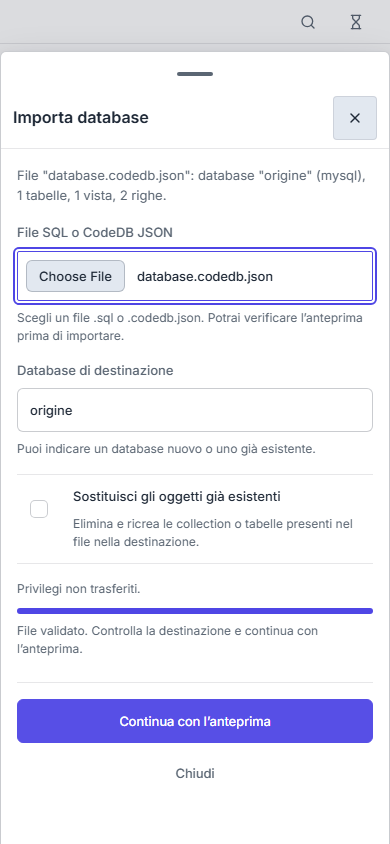 Importa database
File "database.codedb.json": database "origine" (mysql),
1 tabelle, 1 vista, 2 righe.
File SQL o CodeDB JSON
Choose File database.codedb.json
Scegli un file .sql o .codedb.json. Potrai verificare l’anteprima
prima di importare.
Database di destinazione
origine
Puoi indicare un database nuovo o uno già esistente.
Sostituisci gli oggetti già esistenti
Elimina e ricrea le collection o tabelle presenti nel
file nella destinazione.
Privilegi non trasferiti.
File validato. Controlla la destinazione e continua con
l’anteprima.
Continua con l’anteprima
Chiudi